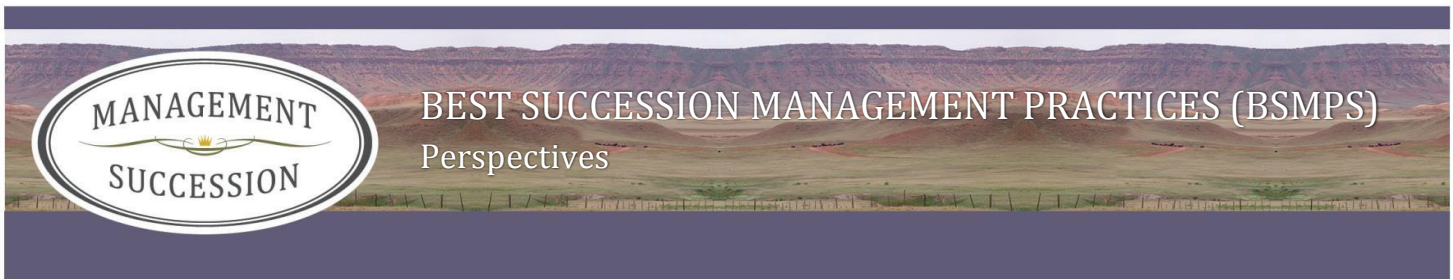 MANAGEMENT
SUCCESSION
BEST SUCCESSION MANAGEMENT PRACTICES (BSMPS)
Perspectives